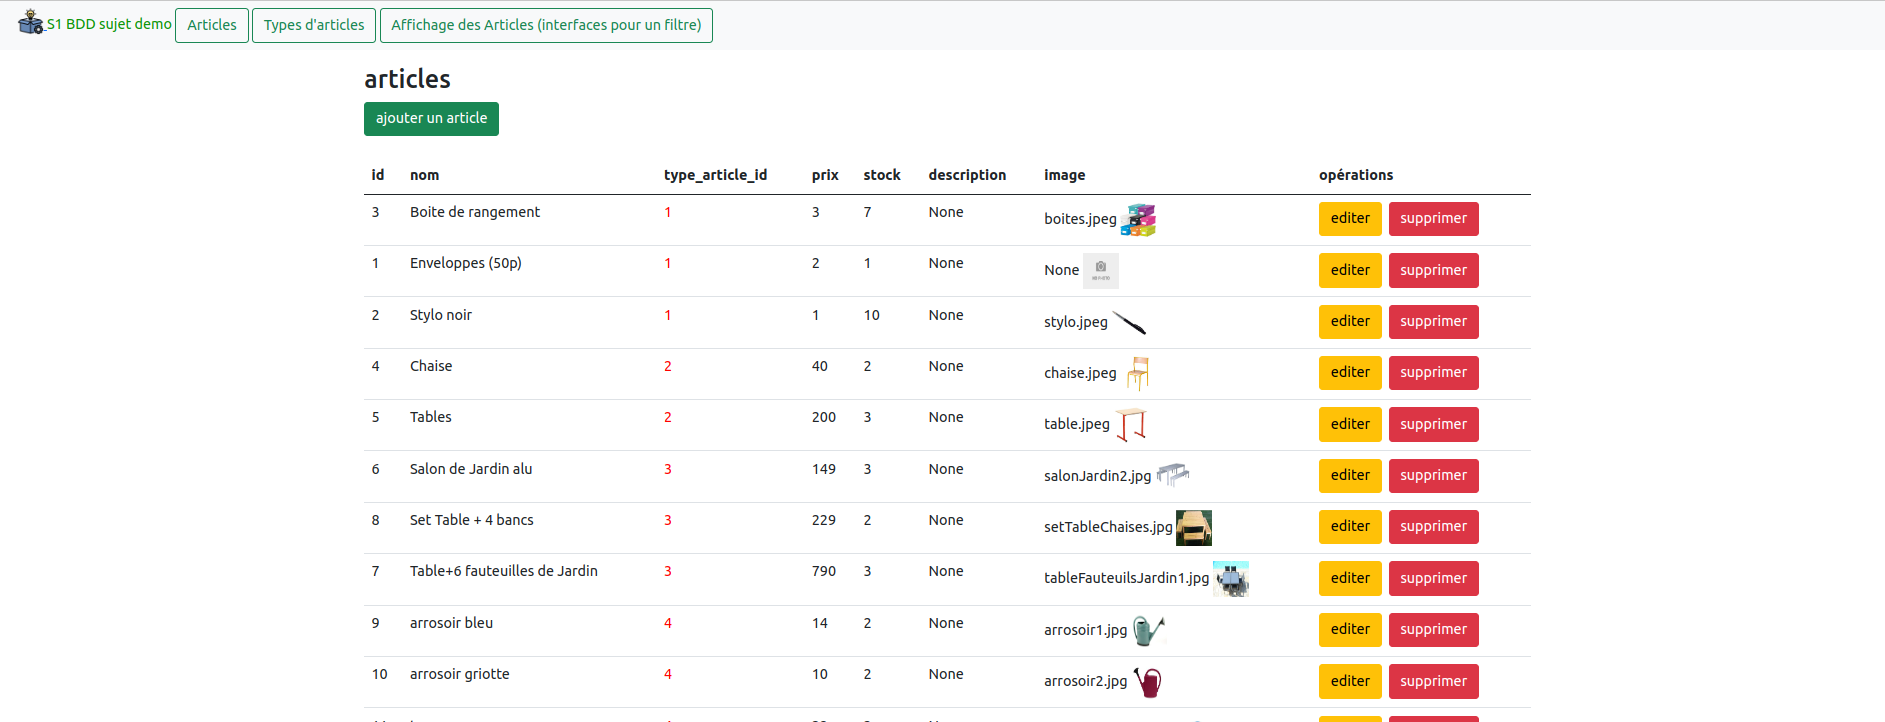 S1 BDD sujet demo Articles Types d'articles Affichage des Articles (interfaces pour un filtre)
articles
ajouter un article
id nom type_article_id prix stock description image opérations
3 Boite de rangement 1 3 7 None boites.jpeg editer supprimer
1 Enveloppes (50p) 1 2 1 None None editer supprimer
2 Stylo noir 1 1 10 None stylo.jpeg editer supprimer
4 Chaise 2 40 2 None chaise.jpeg editer supprimer
5 Tables 2 200 3 None table.jpeg editer supprimer
6 Salon de Jardin alu 3 149 3 None salonJardin2.jpg editer supprimer
8 Set Table + 4 bancs 3 229 2 None setTableChaises.jpg editer supprimer
7 Table+6 fauteuilles de Jardin 3 790 3 None tableFauteuilsJardin1.jpg editer supprimer
9 arrosoir bleu 4 14 2 None arrosoir1.jpg editer supprimer
10 arrosoir griotte 4 10 2 None arrosoir2.jpg editer supprimer